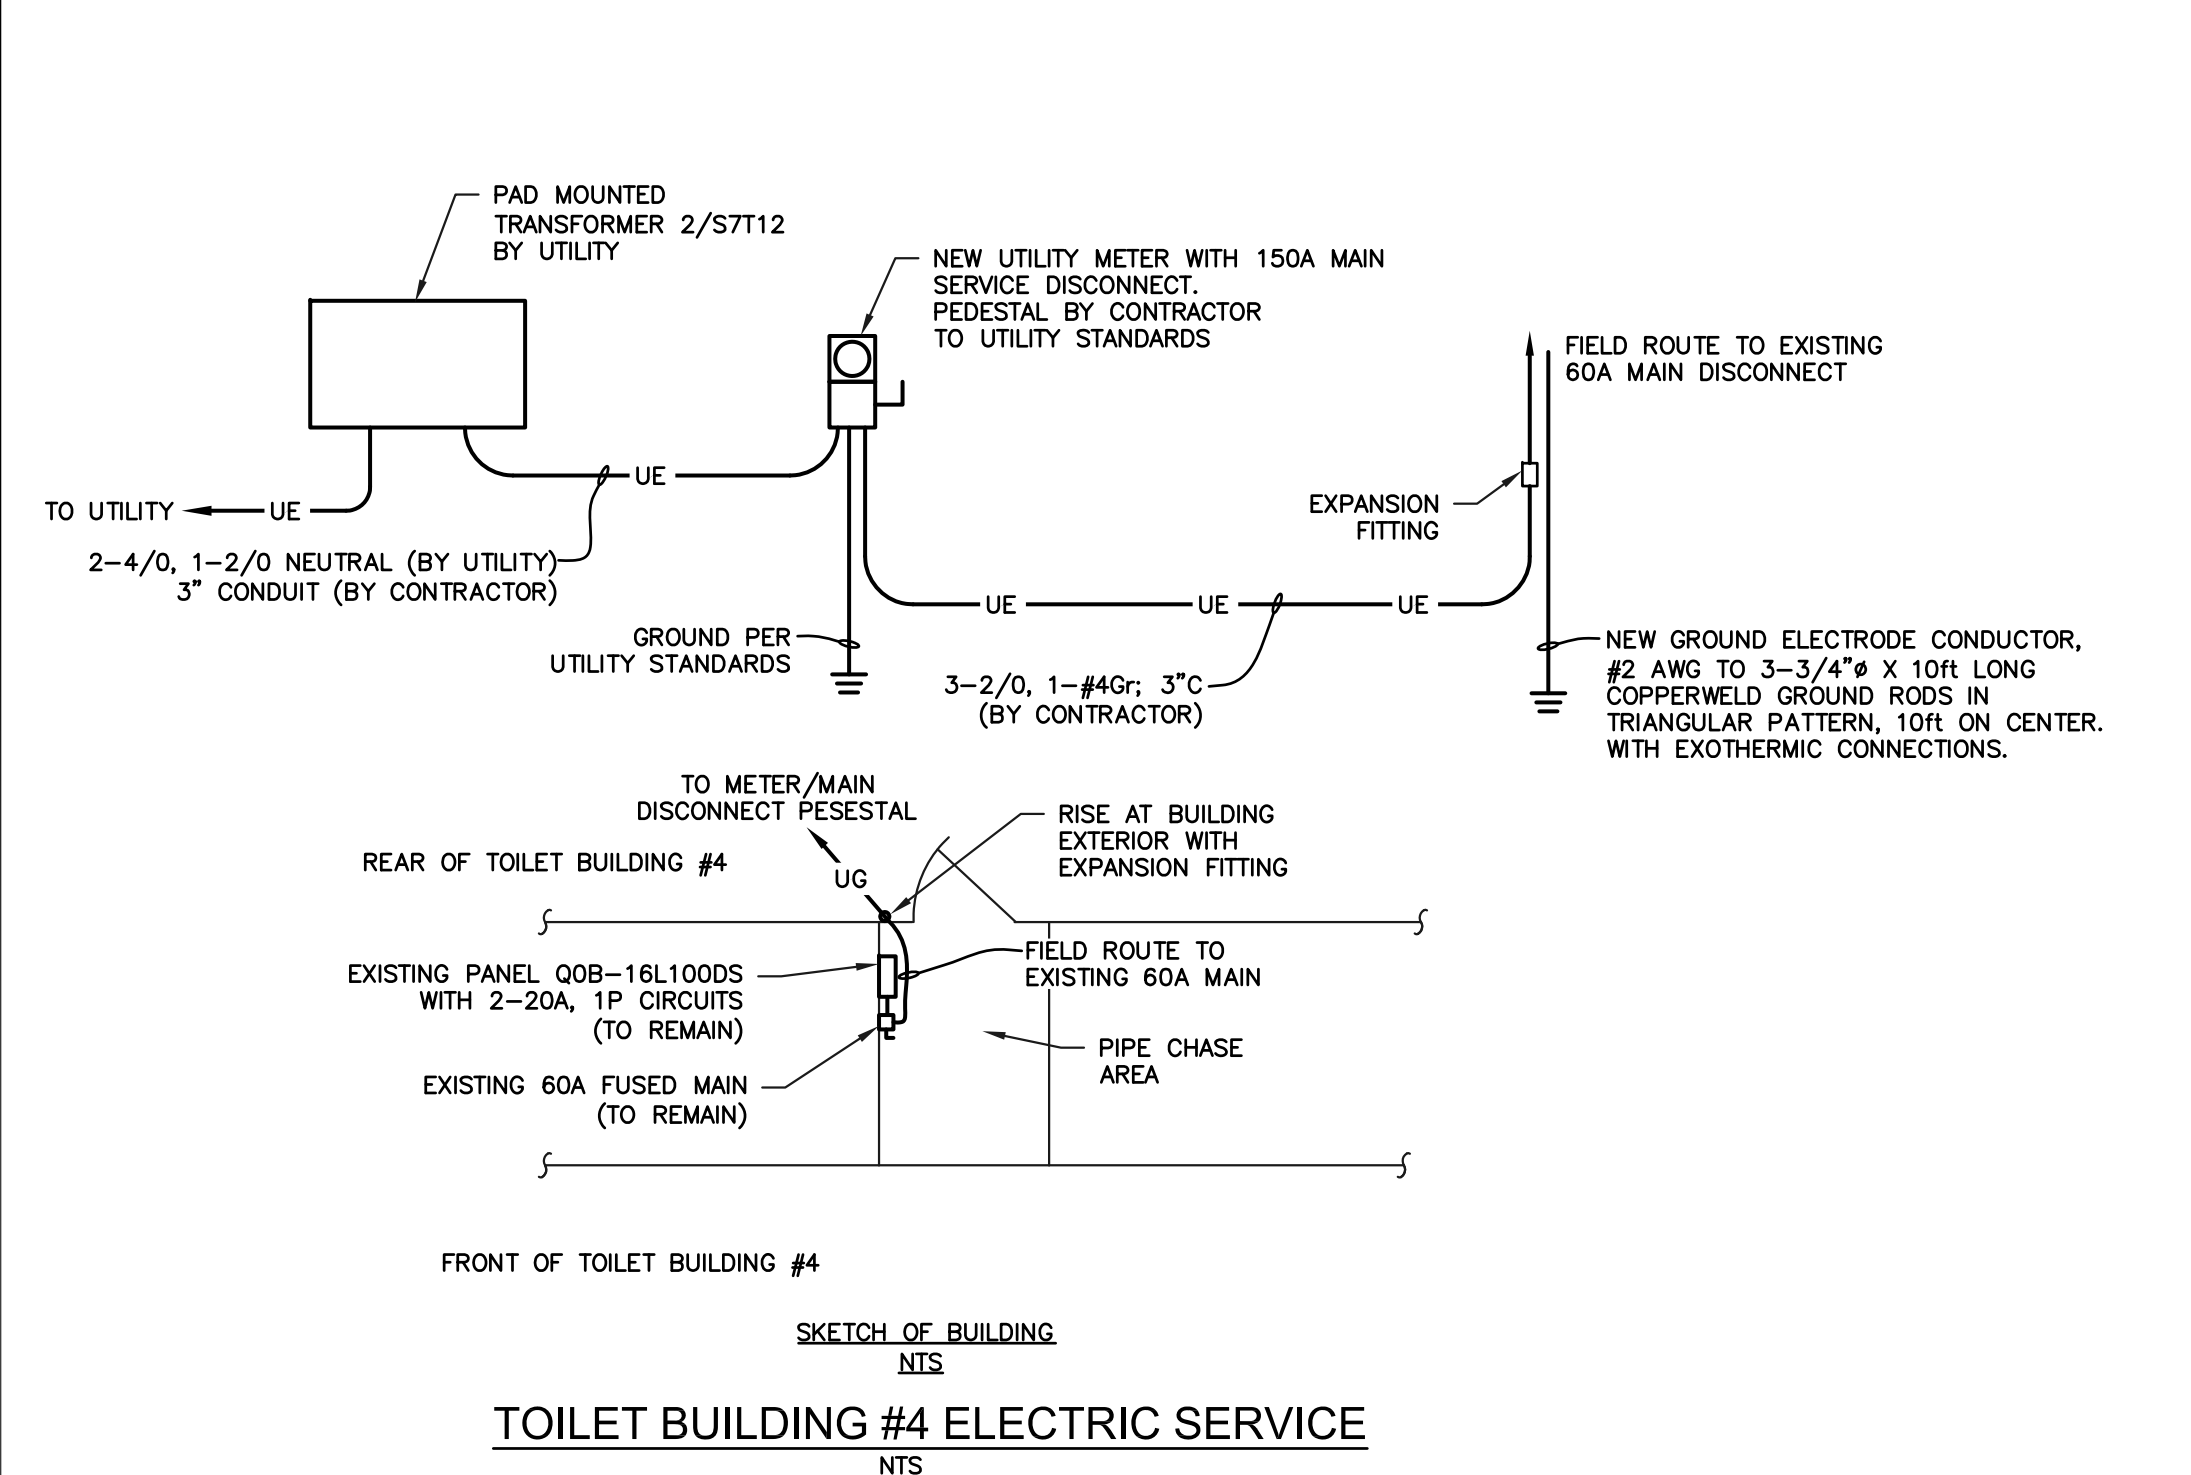 PAD MOUNTED
TRANSFORMER 2/S7T12
BY UTILITY
NEW UTILITY METER WITH 150A MAIN
SERVICE DISCONNECT.
PEDESTAL BY CONTRACTOR
TO UTILITY STANDARDS
FIELD ROUTE TO EXISTING
60A MAIN DISCONNECT
UE
TO UTILITY
UE
EXPANSION
FITTING
2-4/0, 1-2/0 NEUTRAL (BY UTILITY)
3" CONDUIT (BY CONTRACTOR)
UE
UE
UE
GROUND PER
UTILITY STANDARDS
3-2/0, 1-#4Gr; 3"C
(BY CONTRACTOR)
NEW GROUND ELECTRODE CONDUCTOR,
#2 AWG TO 3-3/4"ø X 10ft LONG
COPPERWELD GROUND RODS IN
TRIANGULAR PATTERN, 10ft ON CENTER.
WITH EXOTHERMIC CONNECTIONS.
TO METER/MAIN
DISCONNECT PESESTAL
RISE AT BUILDING
EXTERIOR WITH
EXPANSION FITTING
REAR OF TOILET BUILDING #4
UG
FIELD ROUTE TO
EXISTING 60A MAIN
EXISTING PANEL Q0B-16L100DS
WITH 2-20A, 1P CIRCUITS
(TO REMAIN)
PIPE CHASE
AREA
EXISTING 60A FUSED MAIN
(TO REMAIN)
FRONT OF TOILET BUILDING #4
SKETCH OF BUILDING
NTS
TOILET BUILDING #4 ELECTRIC SERVICE
NTS